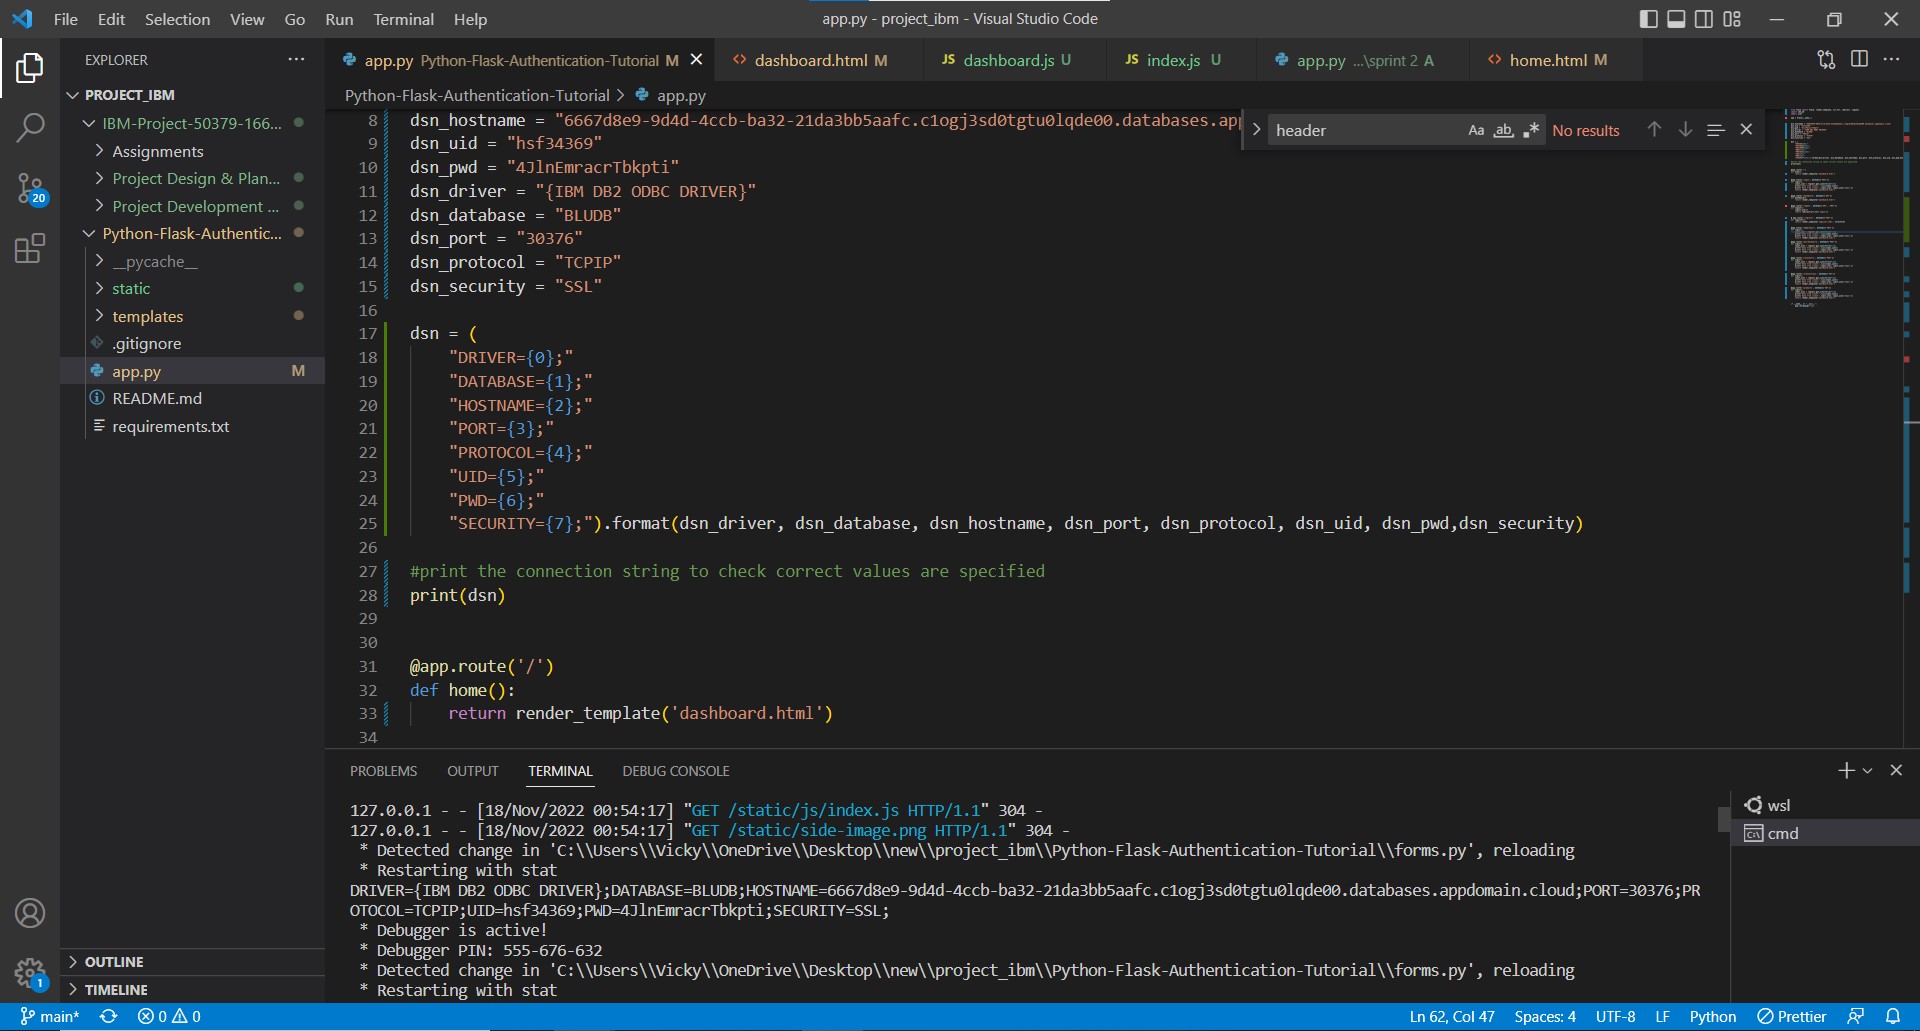 File Edit Selection View Go Run Terminal Help
app.py - project_ibm - Visual Studio Code
EXPLORER
PROJECT_IBM
IBM-Project-50379-166...
Assignments
Project Design & Plan...
Project Development ...
Python-Flask-Authentic...
__pycache__
static
templates
.gitignore
app.py M
README.md
requirements.txt
OUTLINE
TIMELINE
20
1
app.py Python-Flask-Authentication-Tutorial M
dashboard.html M
JS dashboard.js U
JS index.js U
app.py ...\sprint 2 A
home.html M
Python-Flask-Authentication-Tutorial > app.py
header Aa ab .* No results
8 dsn_hostname = "6667d8e9-9d4d-4ccb-ba32-21da3bb5aafc.c1ogj3sd0tgtu0lqde00.databases.app
9 dsn_uid = "hsf34369"
10 dsn_pwd = "4JlnEmracrTbkpti"
11 dsn_driver = "{IBM DB2 ODBC DRIVER}"
12 dsn_database = "BLUDB"
13 dsn_port = "30376"
14 dsn_protocol = "TCPIP"
15 dsn_security = "SSL"
16
17 dsn = (
18 "DRIVER={0};"
19 "DATABASE={1};"
20 "HOSTNAME={2};"
21 "PORT={3};"
22 "PROTOCOL={4};"
23 "UID={5};"
24 "PWD={6};"
25 "SECURITY={7};").format(dsn_driver, dsn_database, dsn_hostname, dsn_port, dsn_protocol, dsn_uid, dsn_pwd,dsn_security)
26
27 #print the connection string to check correct values are specified
28 print(dsn)
29
30
31 @app.route('/')
32 def home():
33 return render_template('dashboard.html')
34
PROBLEMS OUTPUT TERMINAL DEBUG CONSOLE
127.0.0.1 - - [18/Nov/2022 00:54:17] "GET /static/js/index.js HTTP/1.1" 304 -
127.0.0.1 - - [18/Nov/2022 00:54:17] "GET /static/side-image.png HTTP/1.1" 304 -
* Detected change in 'C:\\Users\\Vicky\\OneDrive\\Desktop\\new\\project_ibm\\Python-Flask-Authentication-Tutorial\\forms.py', reloading
* Restarting with stat
DRIVER={IBM DB2 ODBC DRIVER};DATABASE=BLUDB;HOSTNAME=6667d8e9-9d4d-4ccb-ba32-21da3bb5aafc.c1ogj3sd0tgtu0lqde00.databases.appdomain.cloud;PORT=30376;PR
OTOCOL=TCPIP;UID=hsf34369;PWD=4JlnEmracrTbkpti;SECURITY=SSL;
* Debugger is active!
* Debugger PIN: 555-676-632
* Detected change in 'C:\\Users\\Vicky\\OneDrive\\Desktop\\new\\project_ibm\\Python-Flask-Authentication-Tutorial\\forms.py', reloading
* Restarting with stat
wsl
cmd
main* 0 0 Ln 62, Col 47 Spaces: 4 UTF-8 LF Python Prettier